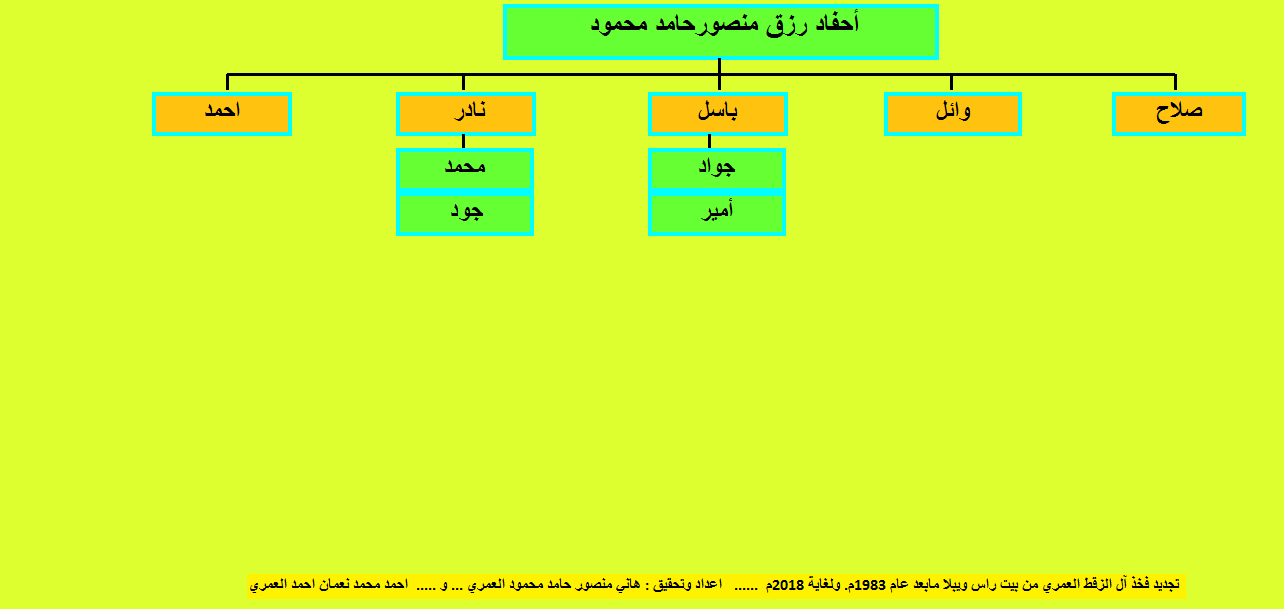 أحفاد رزق منصورحامد محمود
صلاح
وائل
باسل
نادر
احمد
جواد
محمد
أمير
جود
تجديد فخذ آل الزقط العمري من بيت راس ويبلا مابعد عام 1983م. ولغاية 2018م ...... اعداد وتحقيق : هاني منصور حامد محمود العمري ... و ..... احمد محمد نعمان احمد العمري